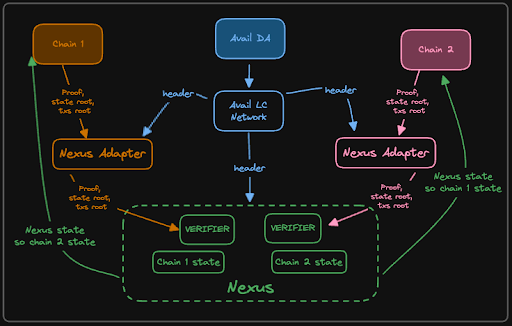 Chain 1
Avail DA
Chain 2
Proof,
state root,
txs root
header
Avail LC
Network
header
Proof,
state root,
txs root
Nexus Adapter
header
Nexus Adapter
Proof,
state root,
txs root
Nexus state
so chain 1 state
Proof,
state root,
txs root
Nexus state
so chain 2 state
VERIFIER
VERIFIER
Chain 1 state
Chain 2 state
Nexus